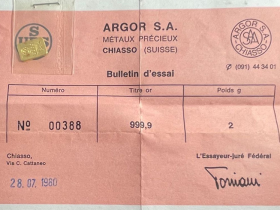 S
UBS
ARGOR S.A.
MÉTAUX PRÉCIEUX
CHIASSO (SUISSE)
ARGOR S.A.
CHIASSO
✆ (091) 44 34 01
Bulletin d'essai
Numéro
Titre or
Poids g
Nº 00388
999,9
2
Chiasso,
Via C. Cattaneo
L'Essayeur-juré Fédéral
28.07.1980